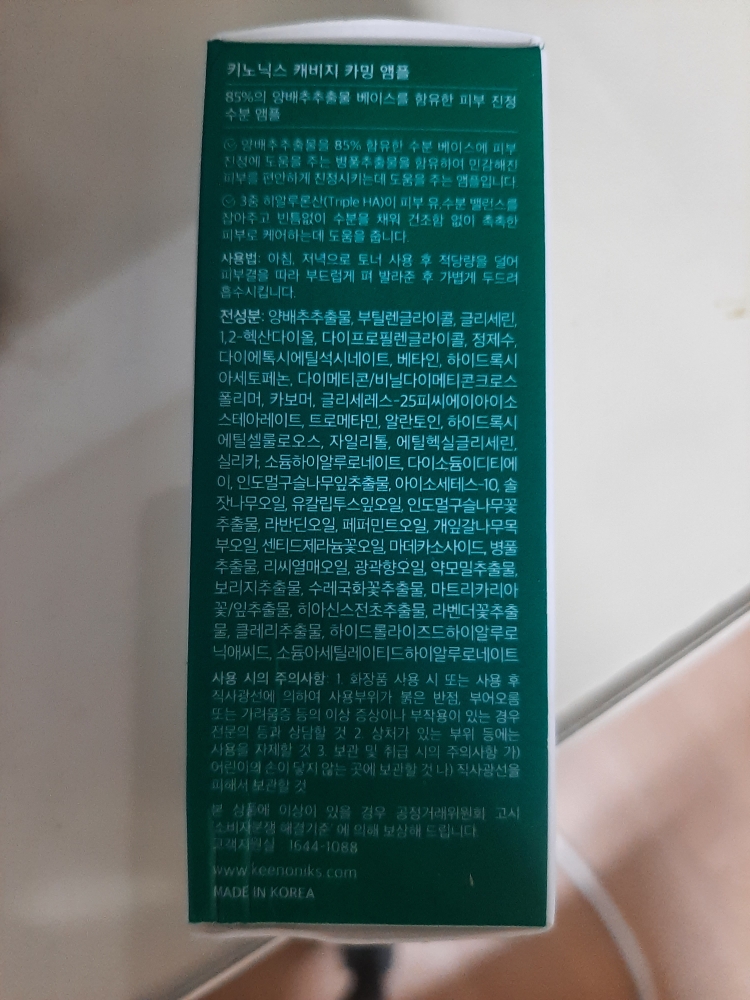 키노닉스 캐비지 카밍 앰플
85%의 양배추추출물 베이스를 함유한 피부 진정
수분 앰플
양배추추출물을 85% 함유한 수분 베이스에 피부
진정에 도움을 주는 병풀추출물을 함유하여 민감해진
피부를 편안하게 진정시키는데 도움을 주는 앰플입니다.
3중 히알루론산(Triple HA)이 피부 유,수분 밸런스를
잡아주고 빈틈없이 수분을 채워 건조함 없이 촉촉한
피부로 케어하는데 도움을 줍니다.
사용법: 아침, 저녁으로 토너 사용 후 적당량을 덜어
피부결을 따라 부드럽게 펴 발라준 후 가볍게 두드려
흡수시킵니다.
전성분: 양배추추출물, 부틸렌글라이콜, 글리세린,
1,2-헥산다이올, 다이프로필렌글라이콜, 정제수,
다이에톡시에틸석시네이트, 베타인, 하이드록시
아세토페논, 다이메티콘/비닐다이메티콘크로스
폴리머, 카보머, 글리세레스-25피씨에이아이소
스테아레이트, 트로메타민, 알란토인, 하이드록시
에틸셀룰로오스, 자일리톨, 에틸헥실글리세린,
실리카, 소듐하이알루로네이트, 다이소듐이디티에
이, 인도멀구슬나무잎추출물, 아이소세테스-10, 솔
잣나무오일, 유칼립투스잎오일, 인도멀구슬나무꽃
추출물, 라반딘오일, 페퍼민트오일, 개잎갈나무목
부오일, 센티드제라늄꽃오일, 마데카소사이드, 병풀
추출물, 리씨열매오일, 광곽향오일, 약모밀추출물,
보리지추출물, 수레국화꽃추출물, 마트리카리아
꽃/잎추출물, 히아신스전초추출물, 라벤더꽃추출
물, 클레리추출물, 하이드롤라이즈드하이알루로
닉애씨드, 소듐아세틸레이티드하이알루로네이트
사용 시의 주의사항: 1. 화장품 사용 시 또는 사용 후
직사광선에 의하여 사용부위가 붉은 반점, 부어오름
또는 가려움증 등의 이상 증상이나 부작용이 있는 경우
전문의 등과 상담할 것 2. 상처가 있는 부위 등에는
사용을 자제할 것 3. 보관 및 취급 시의 주의사항 가)
어린이의 손이 닿지 않는 곳에 보관할 것 나) 직사광선을
피해서 보관할 것
본 상품에 이상이 있을 경우 공정거래위원회 고시
'소비자분쟁 해결기준' 에 의해 보상해 드립니다.
고객지원실 1644-1088
www.keenoniks.com
MADE IN KOREA